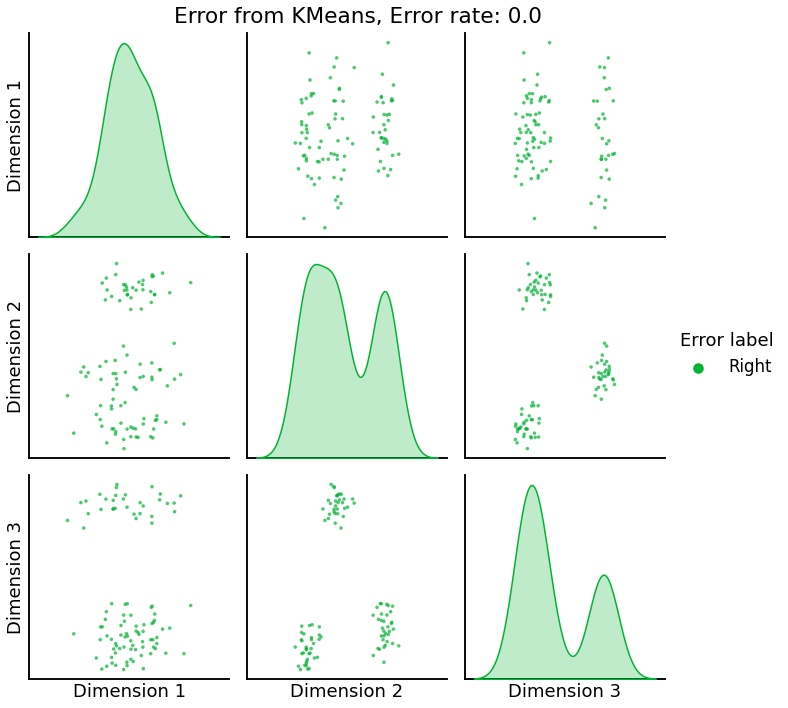 Error from KMeans, Error rate: 0.0
Dimension 1
Dimension 2
Error label
Right
Dimension 3
Dimension 1
Dimension 2
Dimension 3